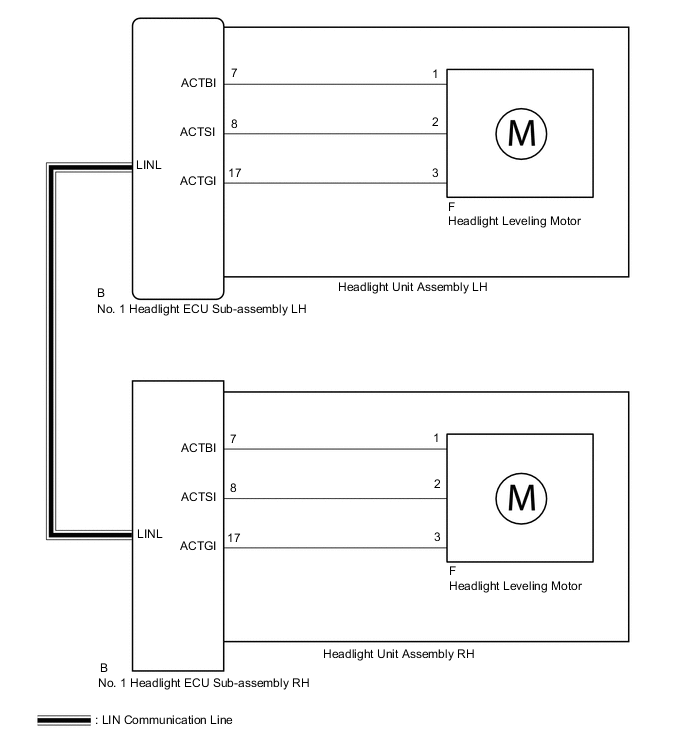 7
1
ACTBI
8
2
ACTSI
M
LINL
17
3
ACTGI
F
Headlight Leveling Motor
Headlight Unit Assembly LH
B
No. 1 Headlight ECU Sub-assembly LH
7
1
ACTBI
8
2
ACTSI
M
LINL
17
3
ACTGI
F
Headlight Leveling Motor
Headlight Unit Assembly RH
B
No. 1 Headlight ECU Sub-assembly RH
: LIN Communication Line